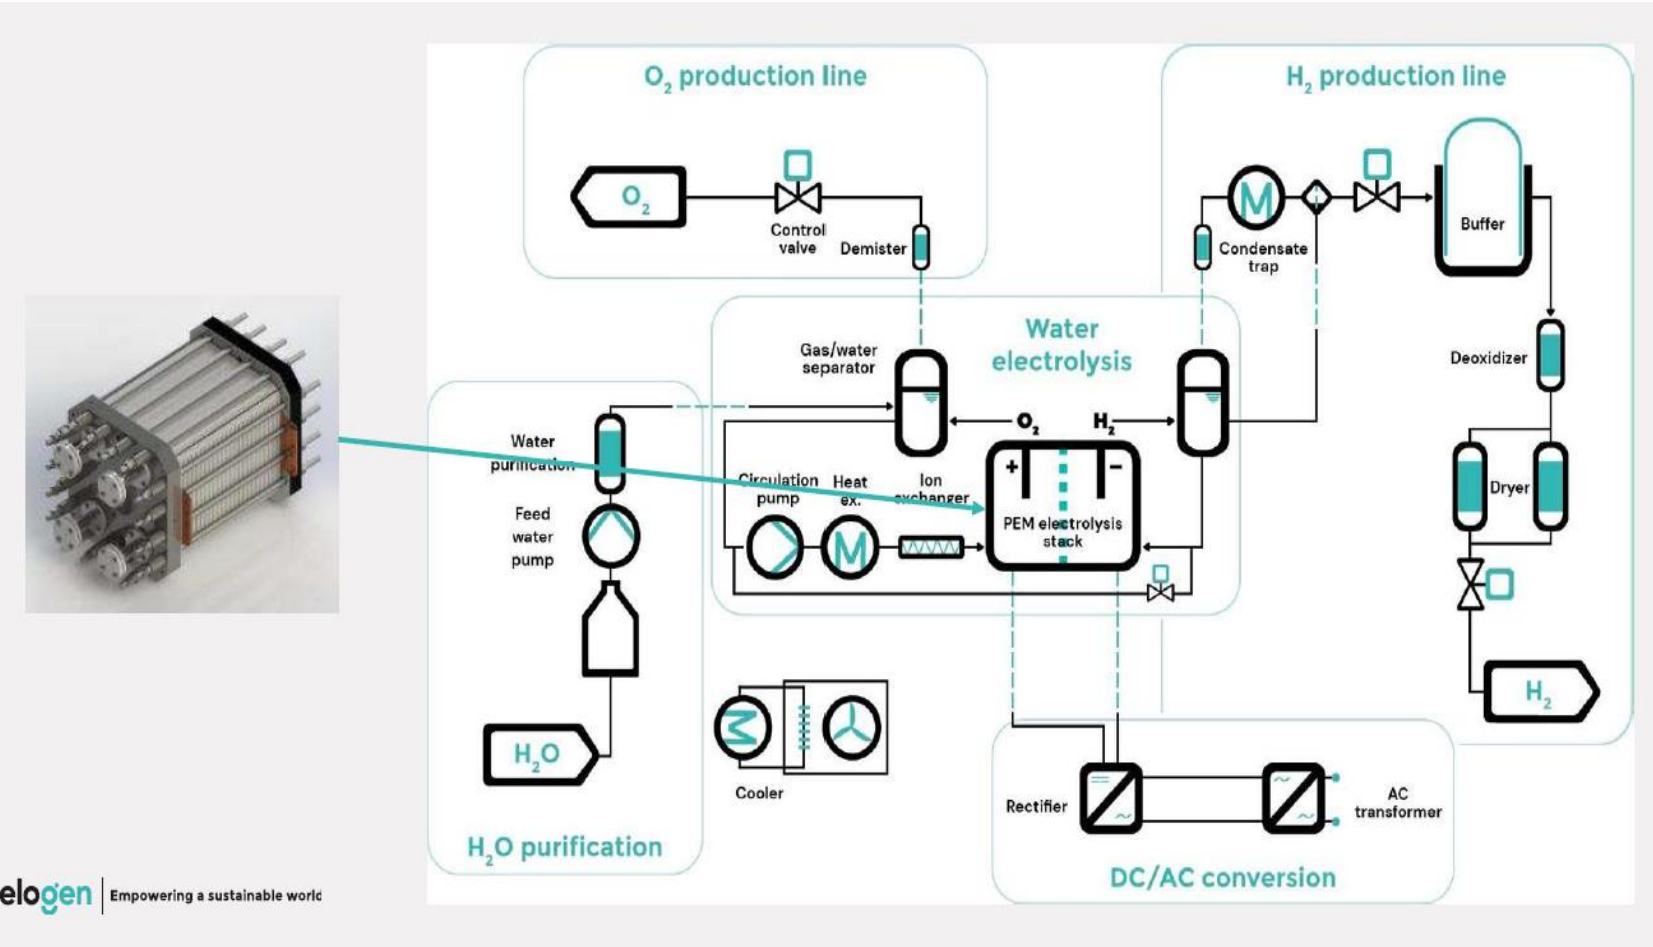 O₂ production line
H₂ production line
O₂
Control
valve
Demister
M
Condensate
trap
Buffer
Water
electrolysis
Gas/water
separator
Deoxidizer
O₂
H₂
Water
purification
Circulation
pump
Heat
ex.
Ion
exchanger
+
−
PEM electrolysis
stack
Dryer
Feed
water
pump
M
H₂
H₂O
M
Cooler
Rectifier
AC
transformer
H₂O purification
DC/AC conversion
elogen
Empowering a sustainable world